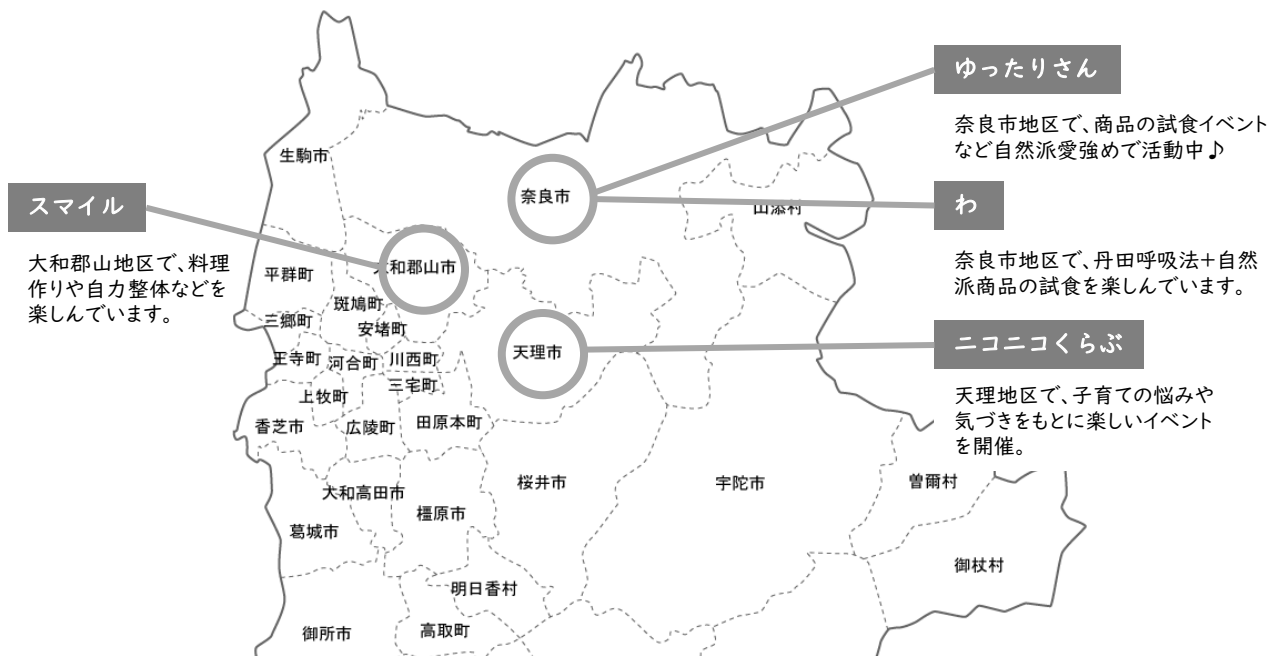 ゆったりさん
奈良市地区で、商品の試食イベント
など自然派愛強めで活動中♪
わ
奈良市地区で、丹田呼吸法＋自然
派商品の試食を楽しんでいます。
ニコニコくらぶ
天理地区で、子育ての悩みや
気づきをもとに楽しいイベント
を開催。
スマイル
大和郡山地区で、料理
作りや自力整体などを
楽しんでいます。
生駒市
奈良市
山添村
大和郡山市
平群町
斑鳩町
三郷町
安堵町
天理市
王寺町
河合町
川西町
三宅町
上牧町
香芝市
広陵町
田原本町
桜井市
宇陀市
曽爾村
大和高田市
橿原市
葛城市
御杖村
明日香村
御所市
高取町